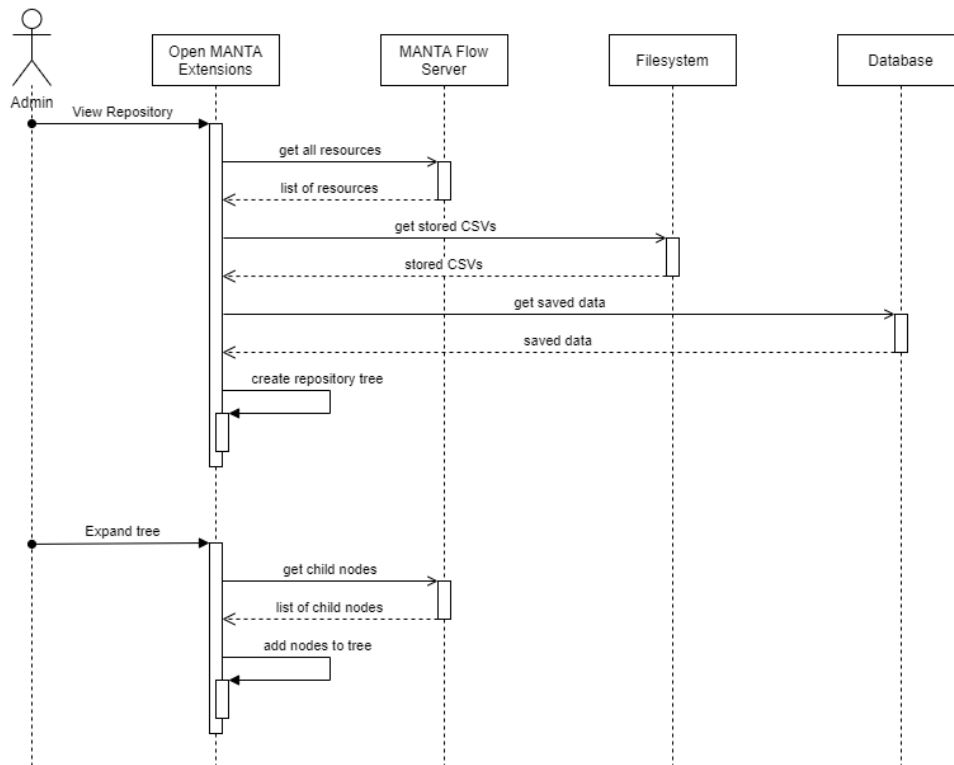 Open MANTA
Extensions
MANTA Flow
Server
Filesystem
Database
Admin
View Repository
get all resources
list of resources
get stored CSVs
stored CSVs
get saved data
saved data
create repository tree
Expand tree
get child nodes
list of child nodes
add nodes to tree